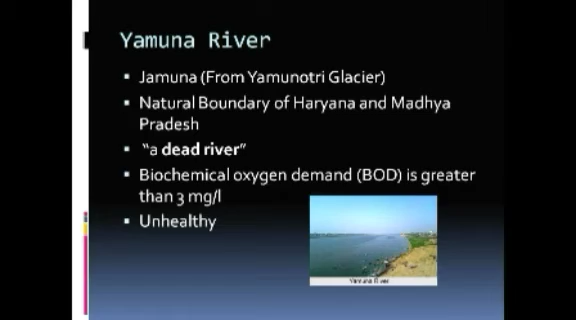 Yamuna River
Jamuna (From Yamunotri Glacier)
Natural Boundary of Haryana and Madhya
Pradesh
"a dead river"
Biochemical oxygen demand (BOD) is greater
than 3 mg/l
Unhealthy
Yamuna River